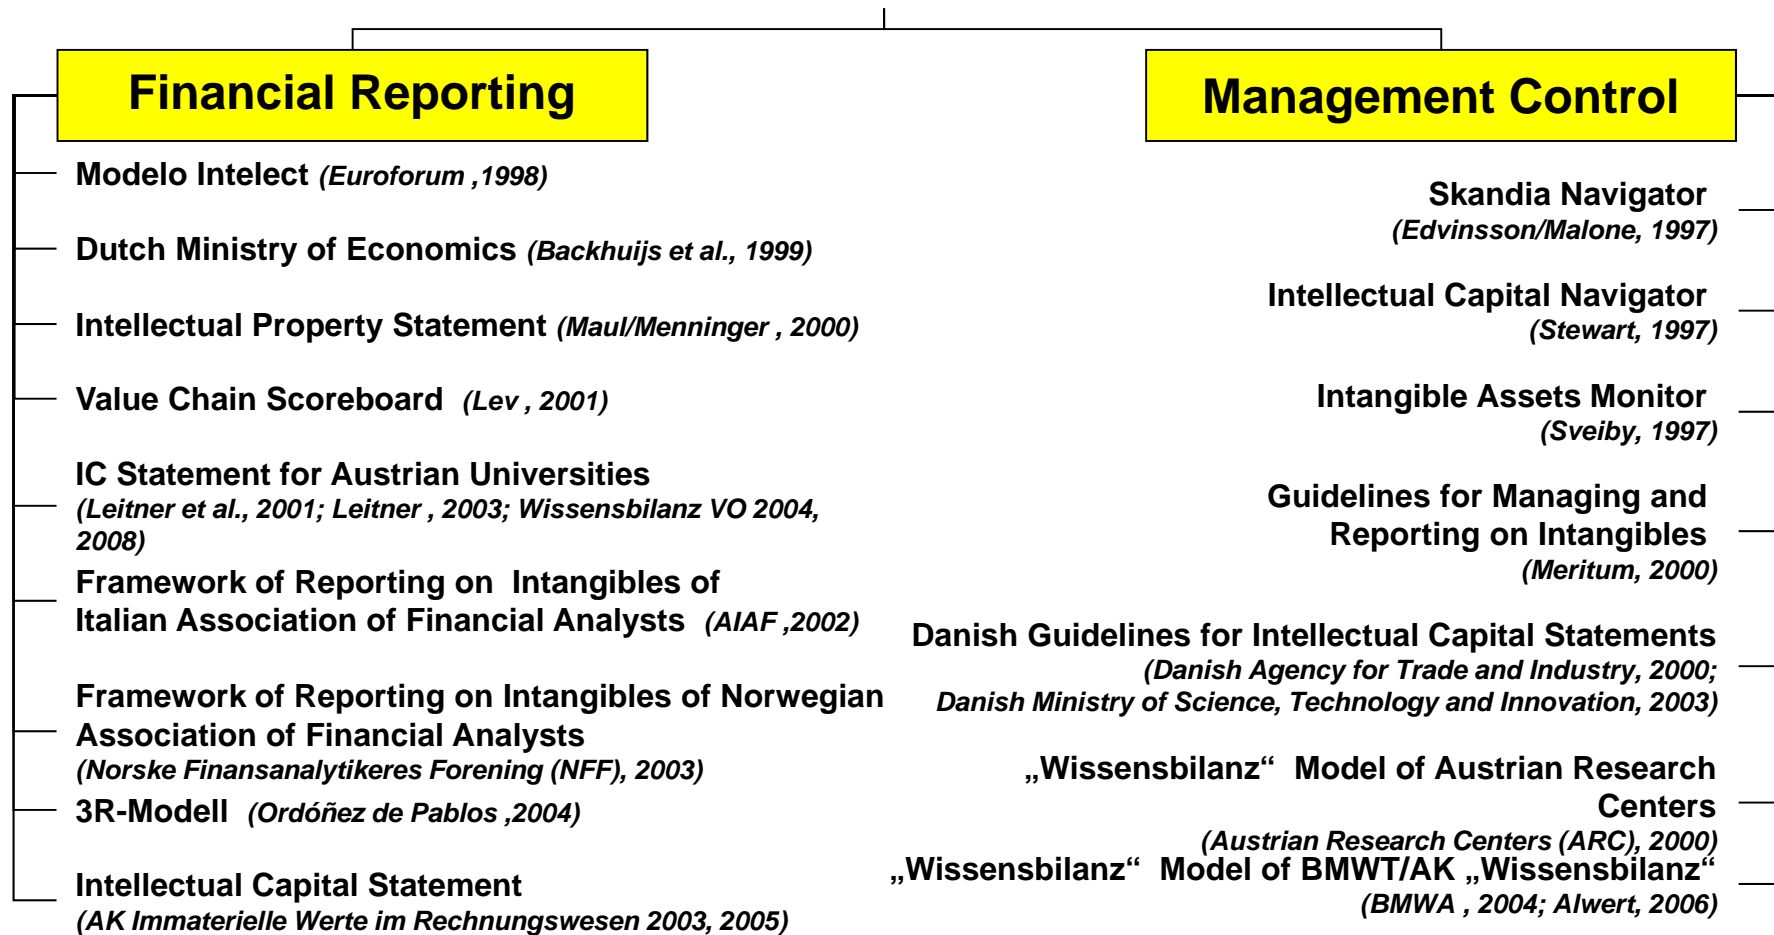 Financial Reporting
Modelo Intelect (Euroforum ,1998)
Dutch Ministry of Economics (Backhuijs et al., 1999)
Intellectual Property Statement (Maul/Menninger , 2000)
Value Chain Scoreboard (Lev , 2001)
IC Statement for Austrian Universities
(Leitner et al., 2001; Leitner , 2003; Wissensbilanz VO 2004,
2008)
Framework of Reporting on Intangibles of
Italian Association of Financial Analysts (AIAF ,2002)
Framework of Reporting on Intangibles of Norwegian
Association of Financial Analysts
(Norske Finansanalytikeres Forening (NFF), 2003)
3R-Modell (Ordóñez de Pablos ,2004)
Intellectual Capital Statement
(AK Immaterielle Werte im Rechnungswesen 2003, 2005)
Management Control
Skandia Navigator
(Edvinsson/Malone, 1997)
Intellectual Capital Navigator
(Stewart, 1997)
Intangible Assets Monitor
(Sveiby, 1997)
Guidelines for Managing and
Reporting on Intangibles
(Meritum, 2000)
Danish Guidelines for Intellectual Capital Statements
(Danish Agency for Trade and Industry, 2000;
Danish Ministry of Science, Technology and Innovation, 2003)
„Wissensbilanz“ Model of Austrian Research
Centers
(Austrian Research Centers (ARC), 2000)
„Wissensbilanz“ Model of BMWT/AK „Wissensbilanz“
(BMWA , 2004; Alwert, 2006)